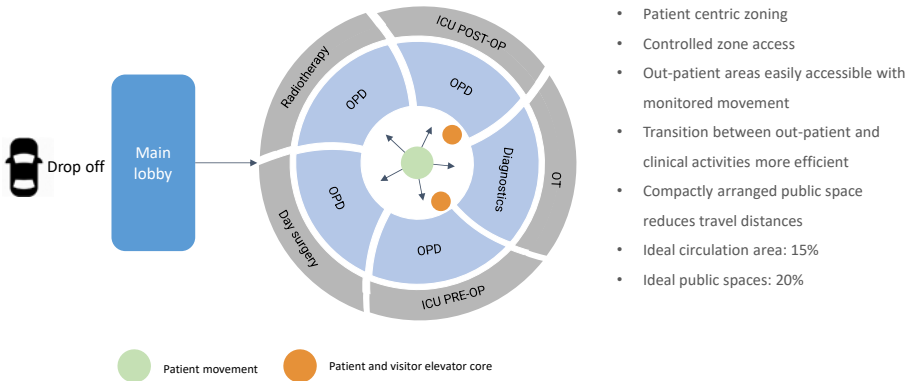 Drop off
Main
lobby
Radiotherapy
ICU POST-OP
OT
ICU PRE-OP
Day surgery
OPD
OPD
Diagnostics
OPD
OPD
• Patient centric zoning
• Controlled zone access
• Out-patient areas easily accessible with
monitored movement
• Transition between out-patient and
clinical activities more efficient
• Compactly arranged public space
reduces travel distances
• Ideal circulation area: 15%
• Ideal public spaces: 20%
Patient movement
Patient and visitor elevator core